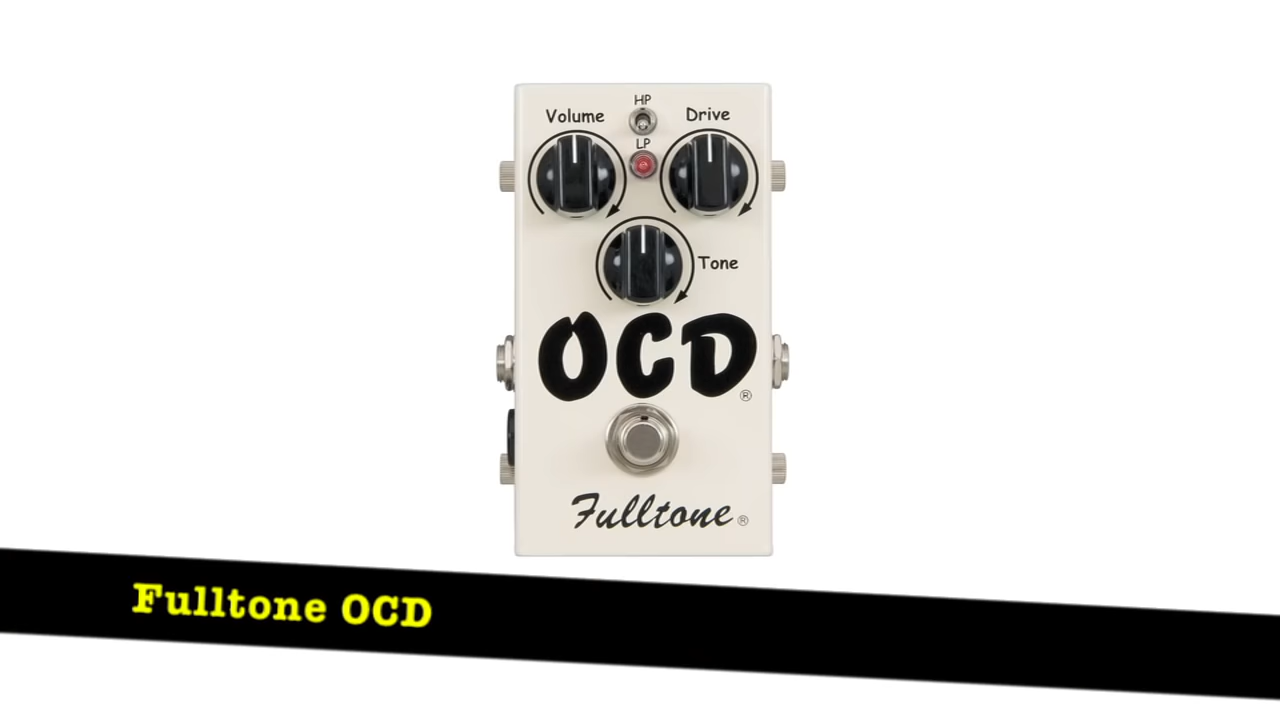 HP
Volume
Drive
LP
Tone
OCD®
Fulltone®
Fulltone OCD